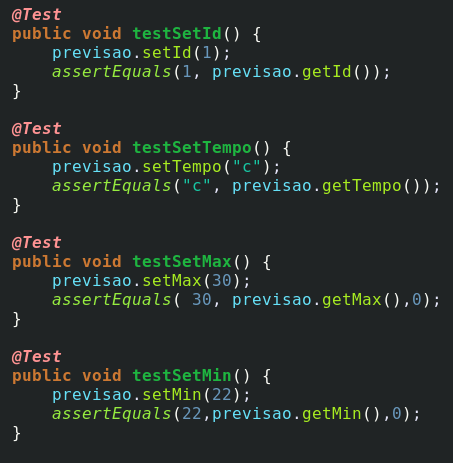 @Test
public void testSetId() {
    previsao.setId(1);
    assertEquals(1, previsao.getId());
}

@Test
public void testSetTempo() {
    previsao.setTempo("c");
    assertEquals("c", previsao.getTempo());
}

@Test
public void testSetMax() {
    previsao.setMax(30);
    assertEquals( 30, previsao.getMax(),0);
}

@Test
public void testSetMin() {
    previsao.setMin(22);
    assertEquals(22,previsao.getMin(),0);
}